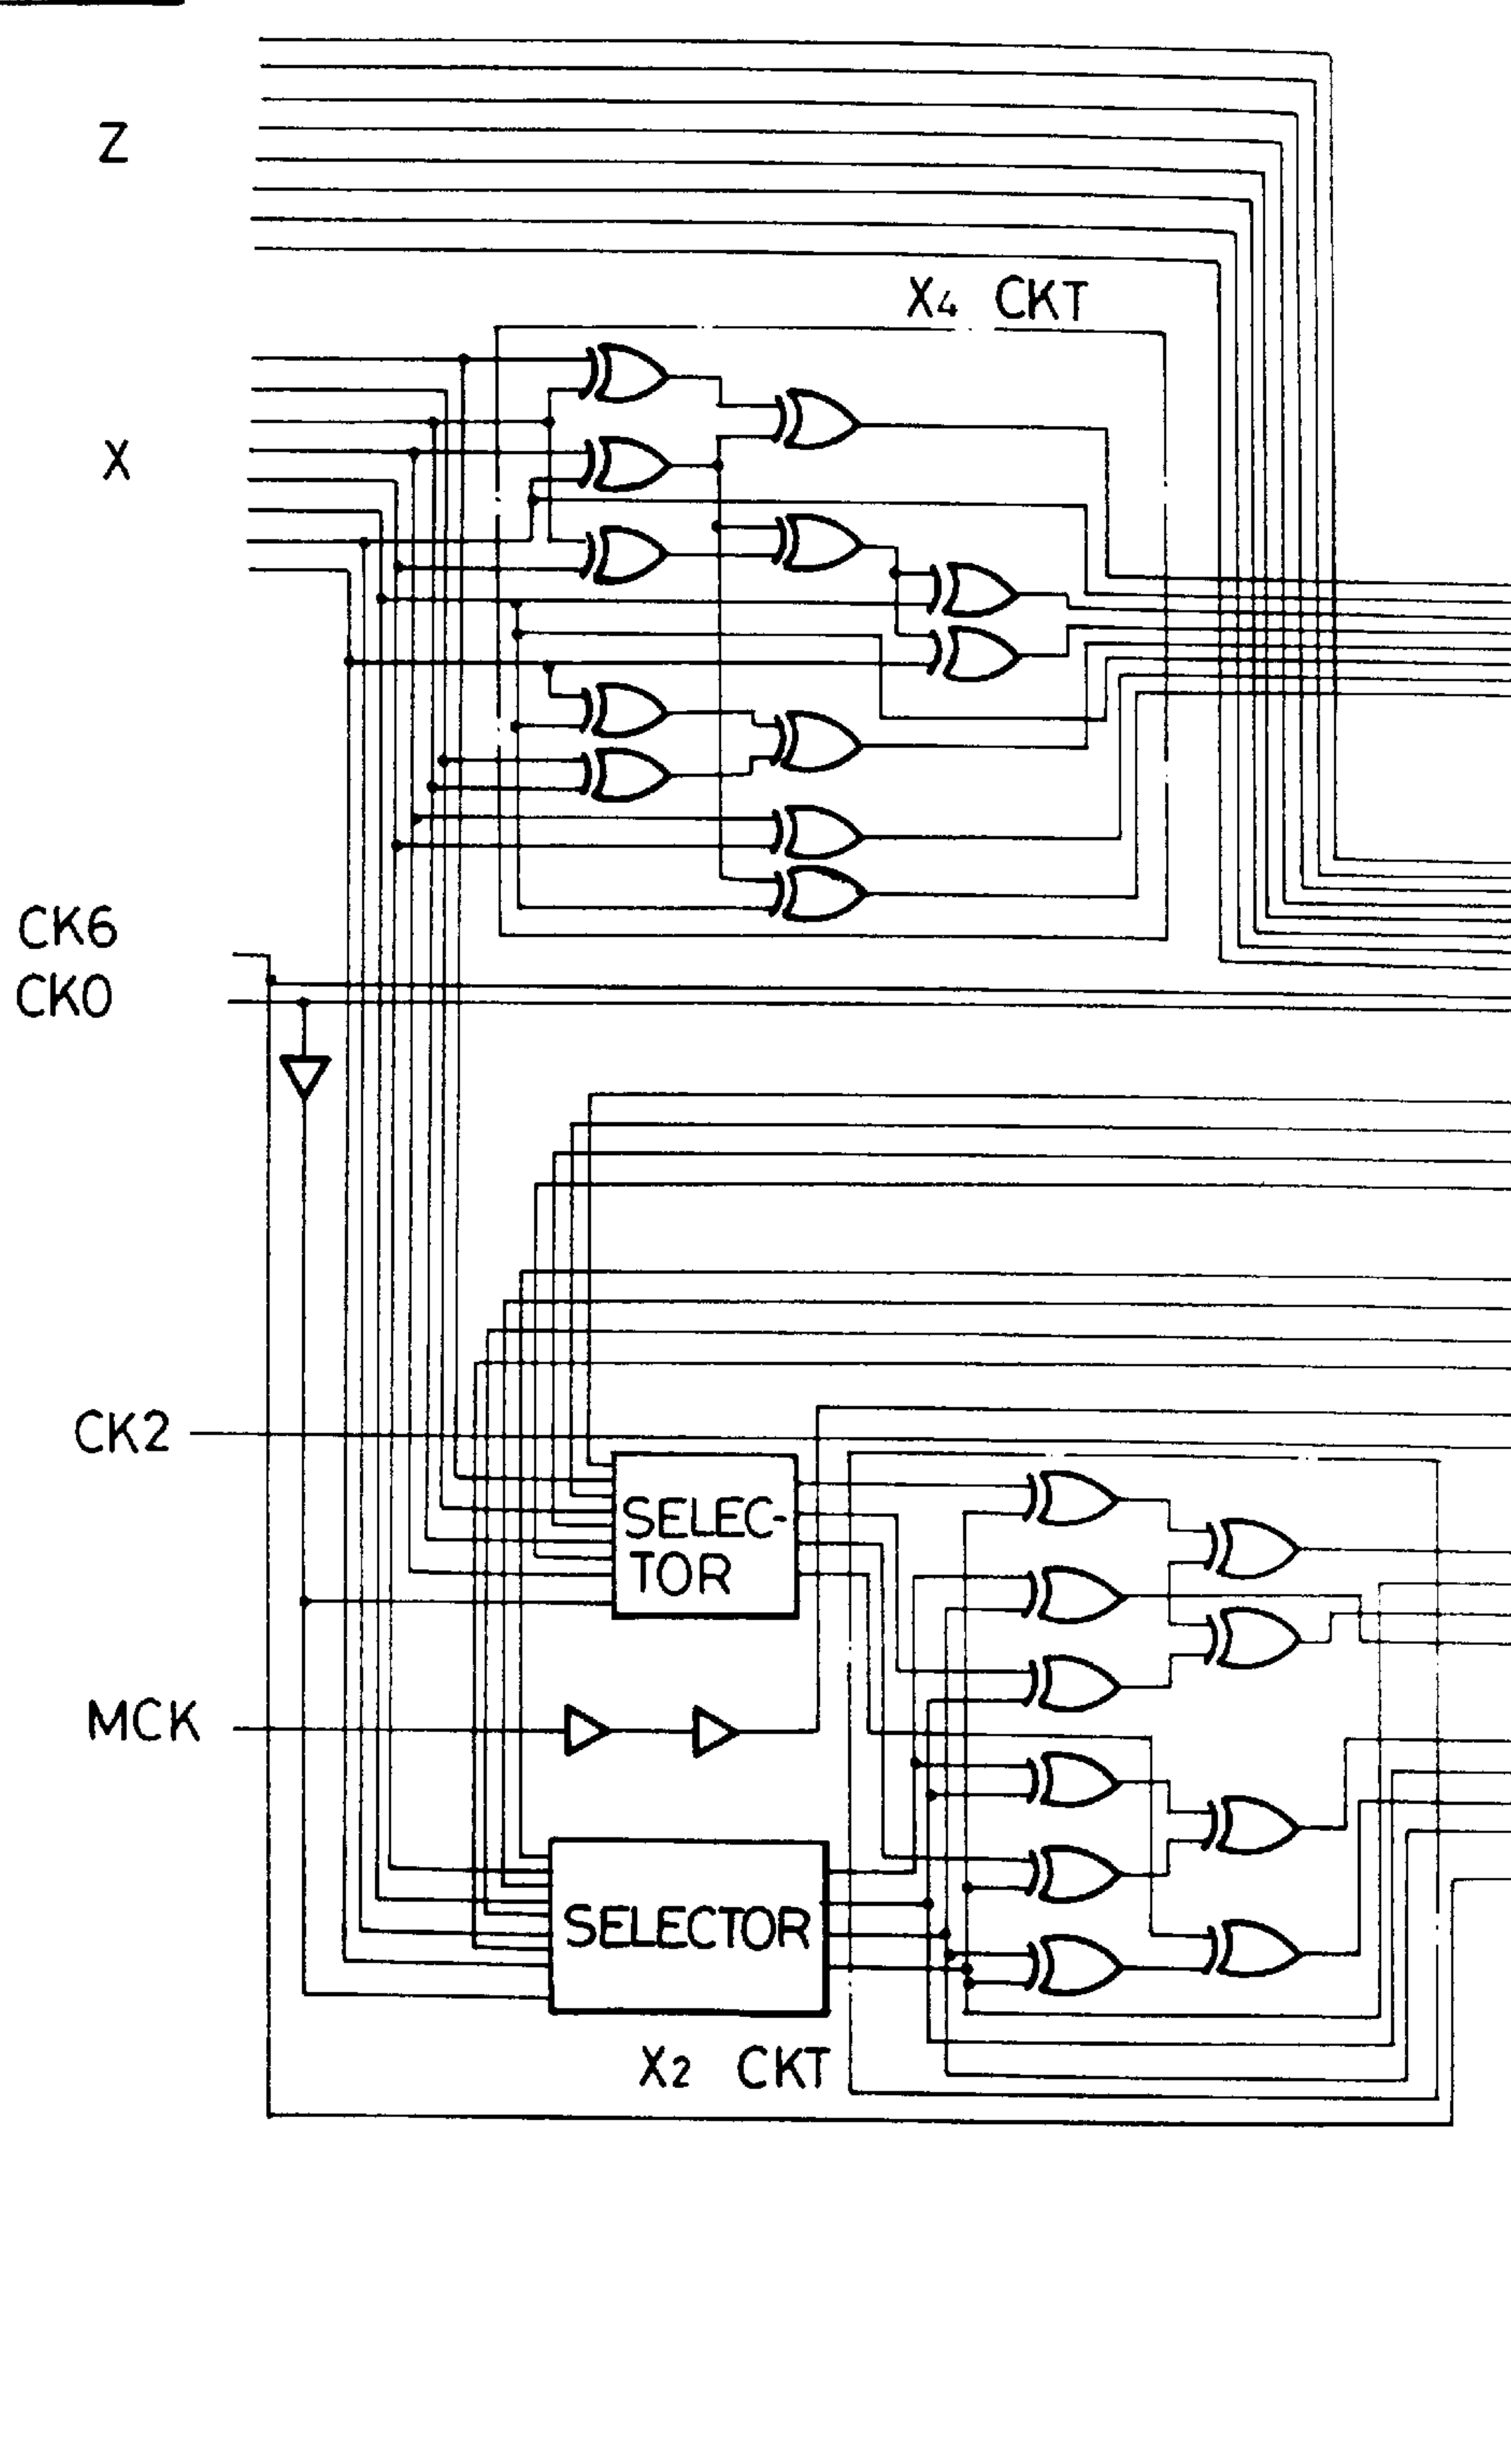 Z
X4 CKT
X
CK6
CK0
CK2
SELEC-
TOR
MCK
SELECTOR
X2 CKT